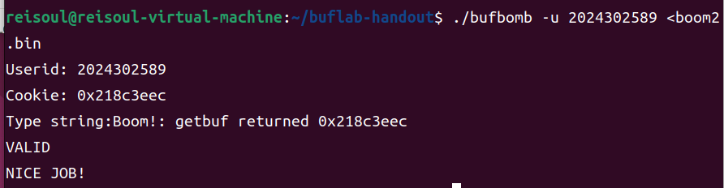 reisoul@reisoul-virtual-machine:~/buflab-handout$ ./bufbomb -u 2024302589 <boom2
.bin
Userid: 2024302589
Cookie: 0x218c3eec
Type string:Boom!: getbuf returned 0x218c3eec
VALID
NICE JOB!